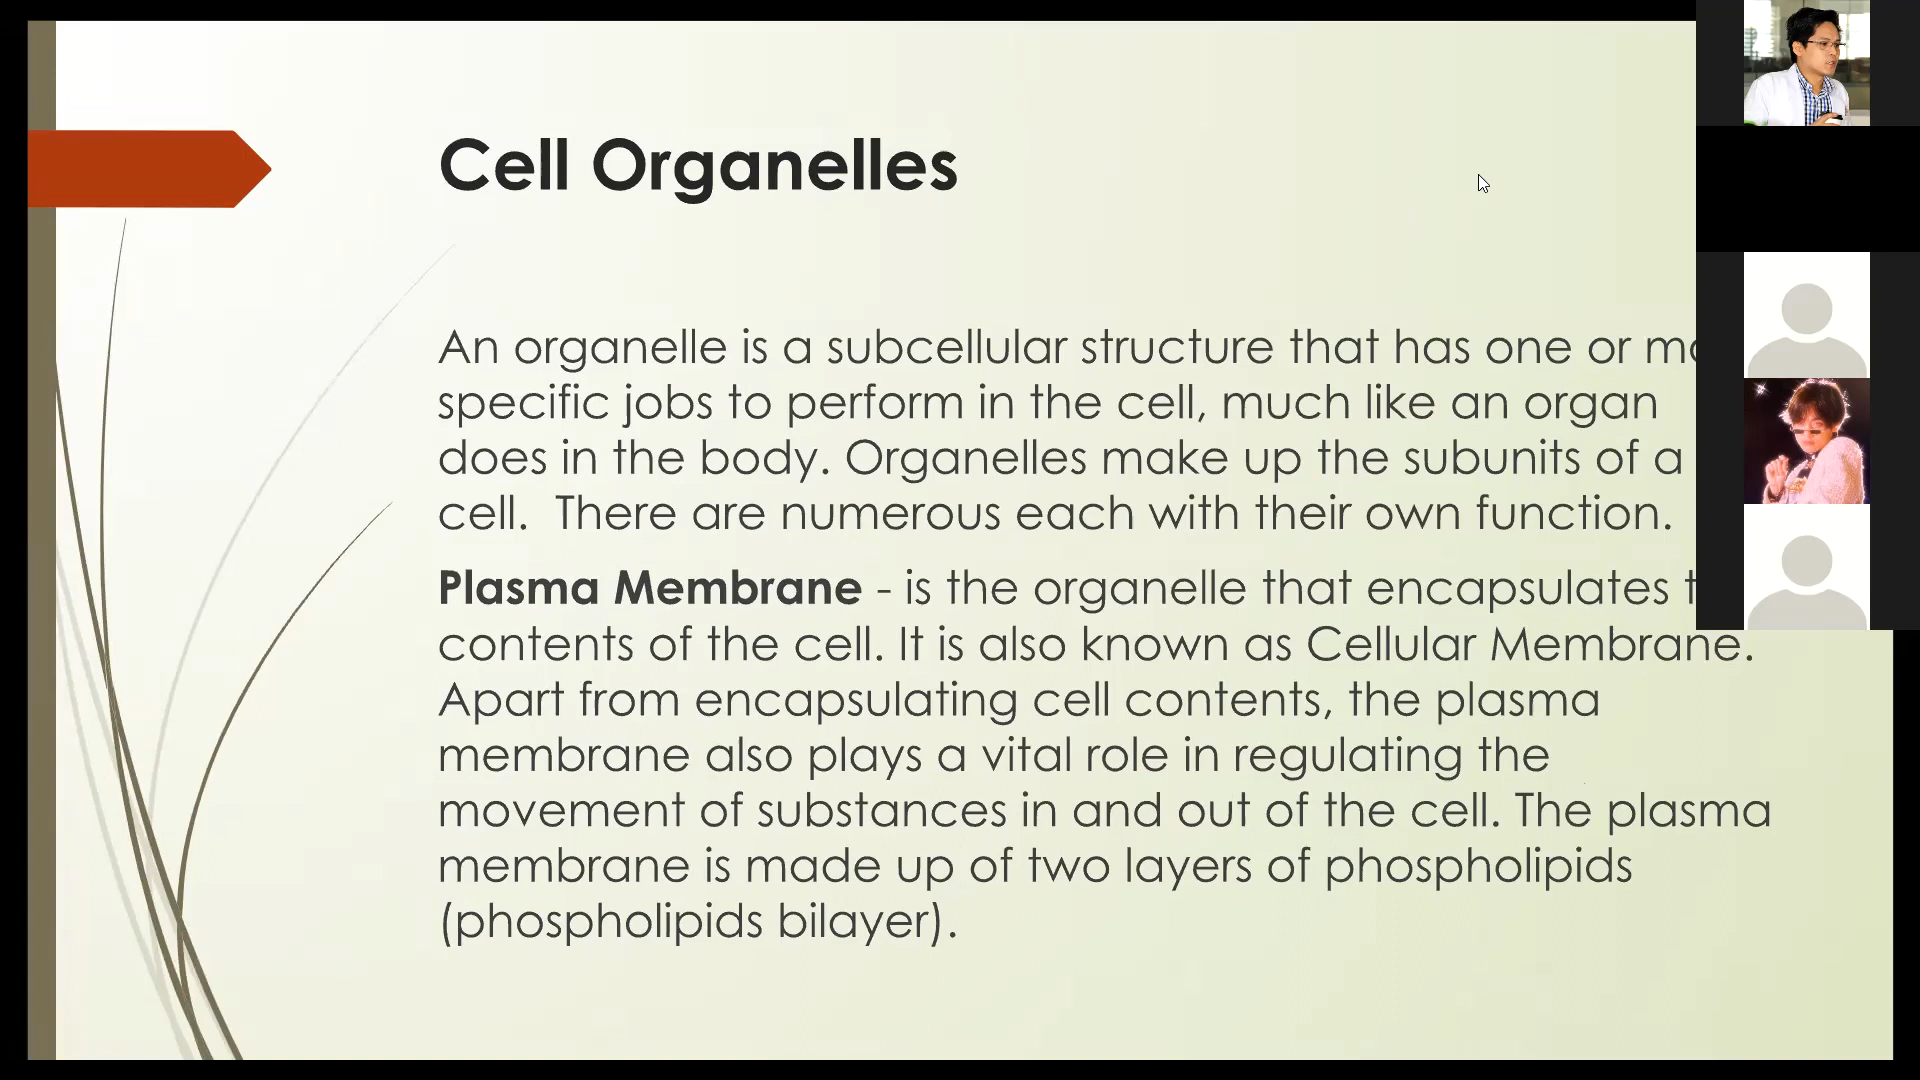 Cell Organelles
An organelle is a subcellular structure that has one or
specific jobs to perform in the cell, much like an organ
does in the body. Organelles make up the subunits of a
cell.  There are numerous each with their own function.
Plasma Membrane - is the organelle that encapsulates
contents of the cell. It is also known as Cellular Membrane.
Apart from encapsulating cell contents, the plasma
membrane also plays a vital role in regulating the
movement of substances in and out of the cell. The plasma
membrane is made up of two layers of phospholipids
(phospholipids bilayer).